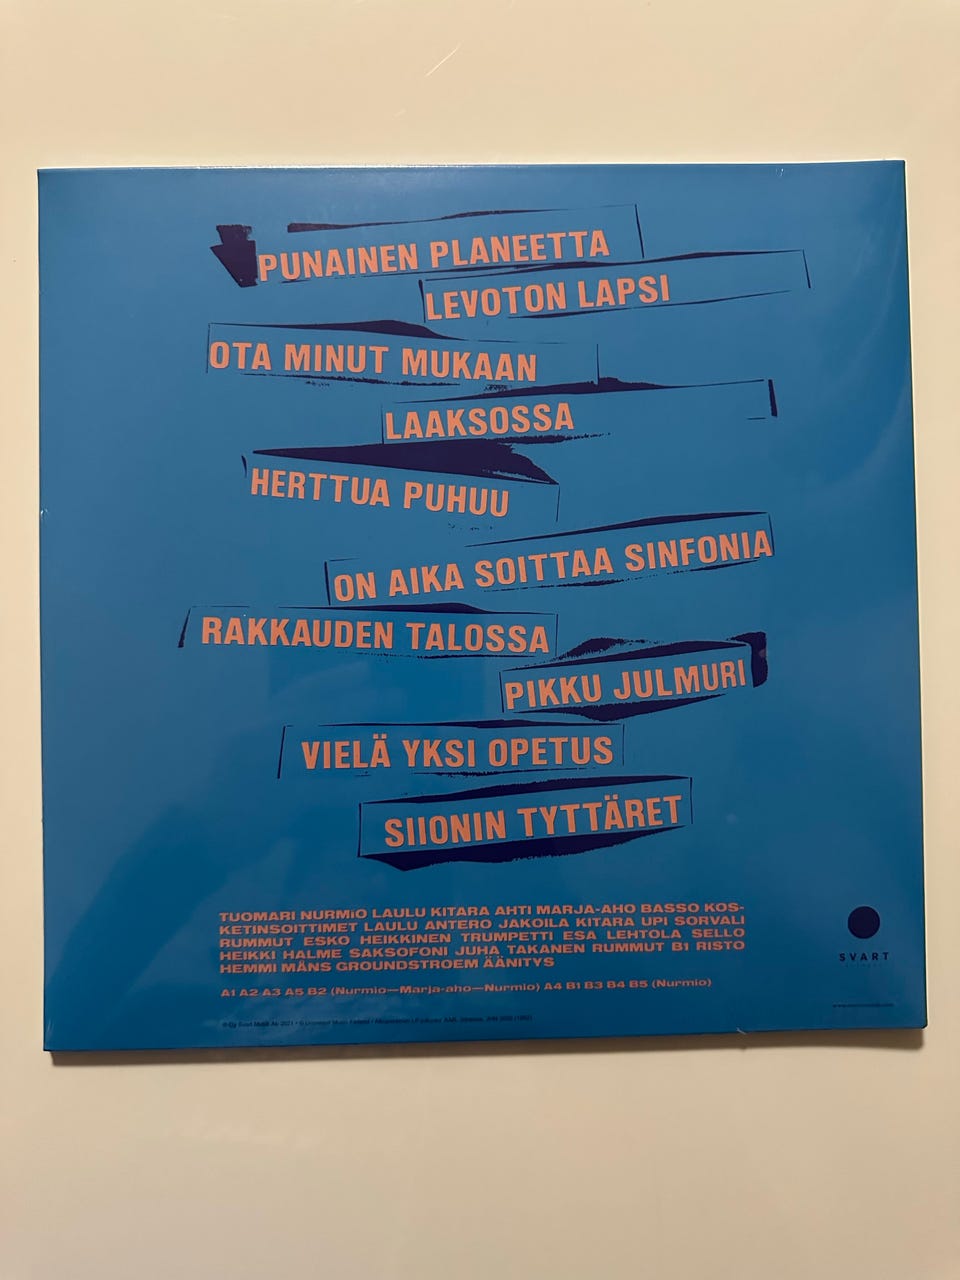 PUNAINEN PLANEETTA
LEVOTON LAPSI
OTA MINUT MUKAAN
LAAKSOSSA
HERTTUA PUHUU
ON AIKA SOITTAA SINFONIA
RAKKAUDEN TALOSSA
PIKKU JULMURI
VIELÄ YKSI OPETUS
SIIONIN TYTTÄRET
TUOMARI NURMiO LAULU KITARA AHTI MARJA-AHO BASSO KOS-
KETINSOITTIMET LAULU ANTERO JAKOILA KITARA UPI SORVALI
RUMMUT ESKO HEIKKINEN TRUMPETTI ESA LEHTOLA SELLO
HEIKKI HALME SAKSOFONI JUHA TAKANEN RUMMUT B1 RISTO
HEMMI MÅNS GROUNDSTROEM ÄÄNITYS
A1 A2 A3 A5 B2 (Nurmio—Marja-aho—Nurmio) A4 B1 B3 B4 B5 (Nurmio)
SVART